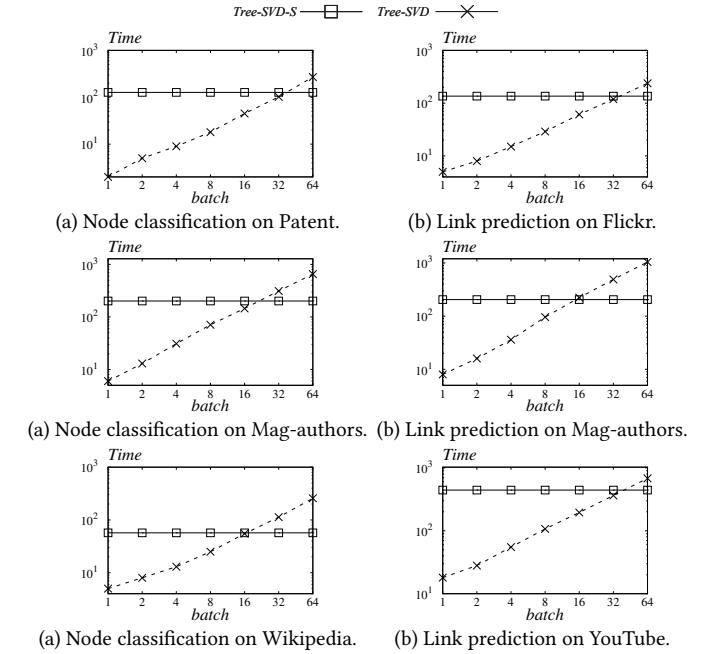 Tree-SVD-S Tree-SVD
Time
10³
10²
10¹
1 2 4 8 16 32 64
batch
(a) Node classification on Patent.
Time
10³
10²
10¹
1 2 4 8 16 32 64
batch
(b) Link prediction on Flickr.
Time
10³
10²
10¹
1 2 4 8 16 32 64
batch
(a) Node classification on Mag-authors.
Time
10³
10²
10¹
1 2 4 8 16 32 64
batch
(b) Link prediction on Mag-authors.
Time
10³
10²
10¹
1 2 4 8 16 32 64
batch
(a) Node classification on Wikipedia.
Time
10³
10²
10¹
1 2 4 8 16 32 64
batch
(b) Link prediction on YouTube.